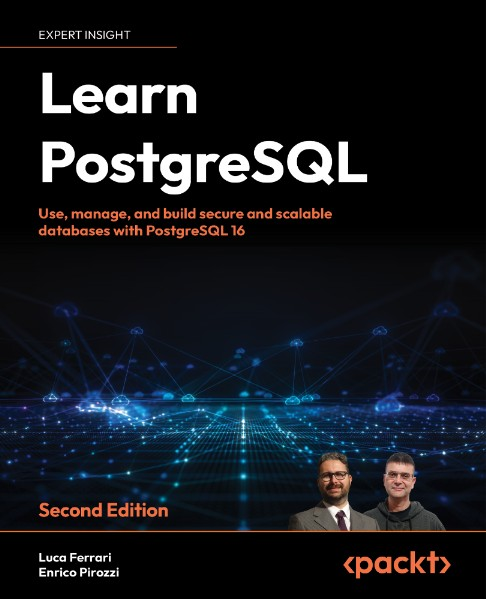 EXPERT INSIGHT
Learn
PostgreSQL
Use, manage, and build secure and scalable
databases with PostgreSQL 16
Second Edition
Luca Ferrari
Enrico Pirozzi
<packt>